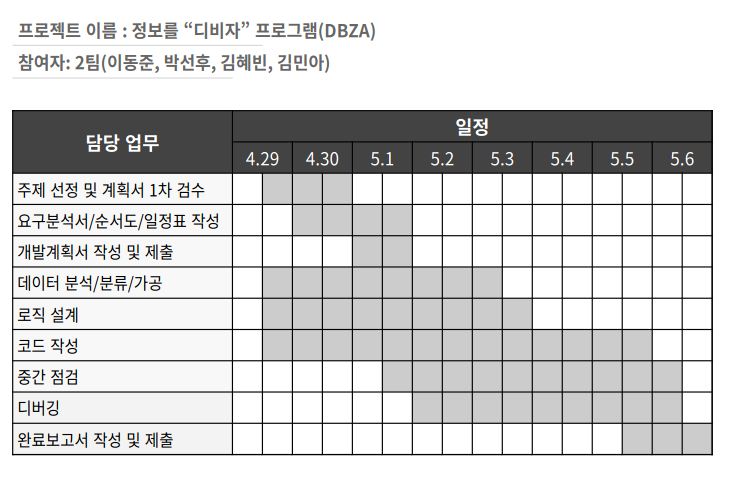 프로젝트 이름 : 정보를 “디비자” 프로그램(DBZA)
참여자: 2팀(이동준, 박선후, 김혜빈, 김민아)
담당 업무
일정
4.29 4.30 5.1 5.2 5.3 5.4 5.5 5.6
주제 선정 및 계획서 1차 검수
요구분석서/순서도/일정표 작성
개발계획서 작성 및 제출
데이터 분석/분류/가공
로직 설계
코드 작성
중간 점검
디버깅
완료보고서 작성 및 제출